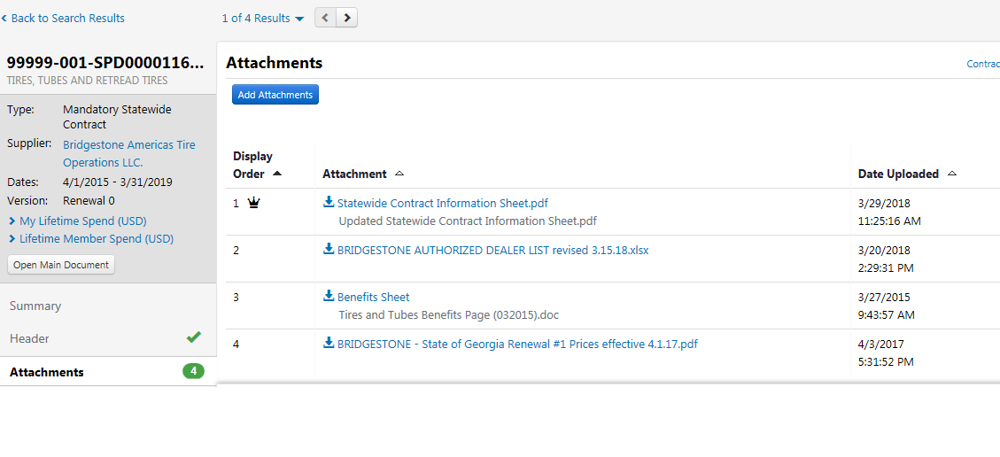 Back to Search Results
1 of 4 Results
99999-001-SPD0000116...
TIRES, TUBES AND RETREAD TIRES
Type: Mandatory Statewide
Contract
Supplier: Bridgestone Americas Tire
Operations LLC.
Dates: 4/1/2015 - 3/31/2019
Version: Renewal 0
My Lifetime Spend (USD)
Lifetime Member Spend (USD)
Open Main Document
Summary
Header
Attachments 4
Attachments
Contrac
Add Attachments
Display
Order Attachment Date Uploaded
1 Statewide Contract Information Sheet.pdf 3/29/2018
Updated Statewide Contract Information Sheet.pdf 11:25:16 AM
2 BRIDGESTONE AUTHORIZED DEALER LIST revised 3.15.18.xlsx 3/20/2018
2:29:31 PM
3 Benefits Sheet 3/27/2015
Tires and Tubes Benefits Page (032015).doc 9:43:57 AM
4 BRIDGESTONE - State of Georgia Renewal #1 Prices effective 4.1.17.pdf 4/3/2017
5:31:52 PM